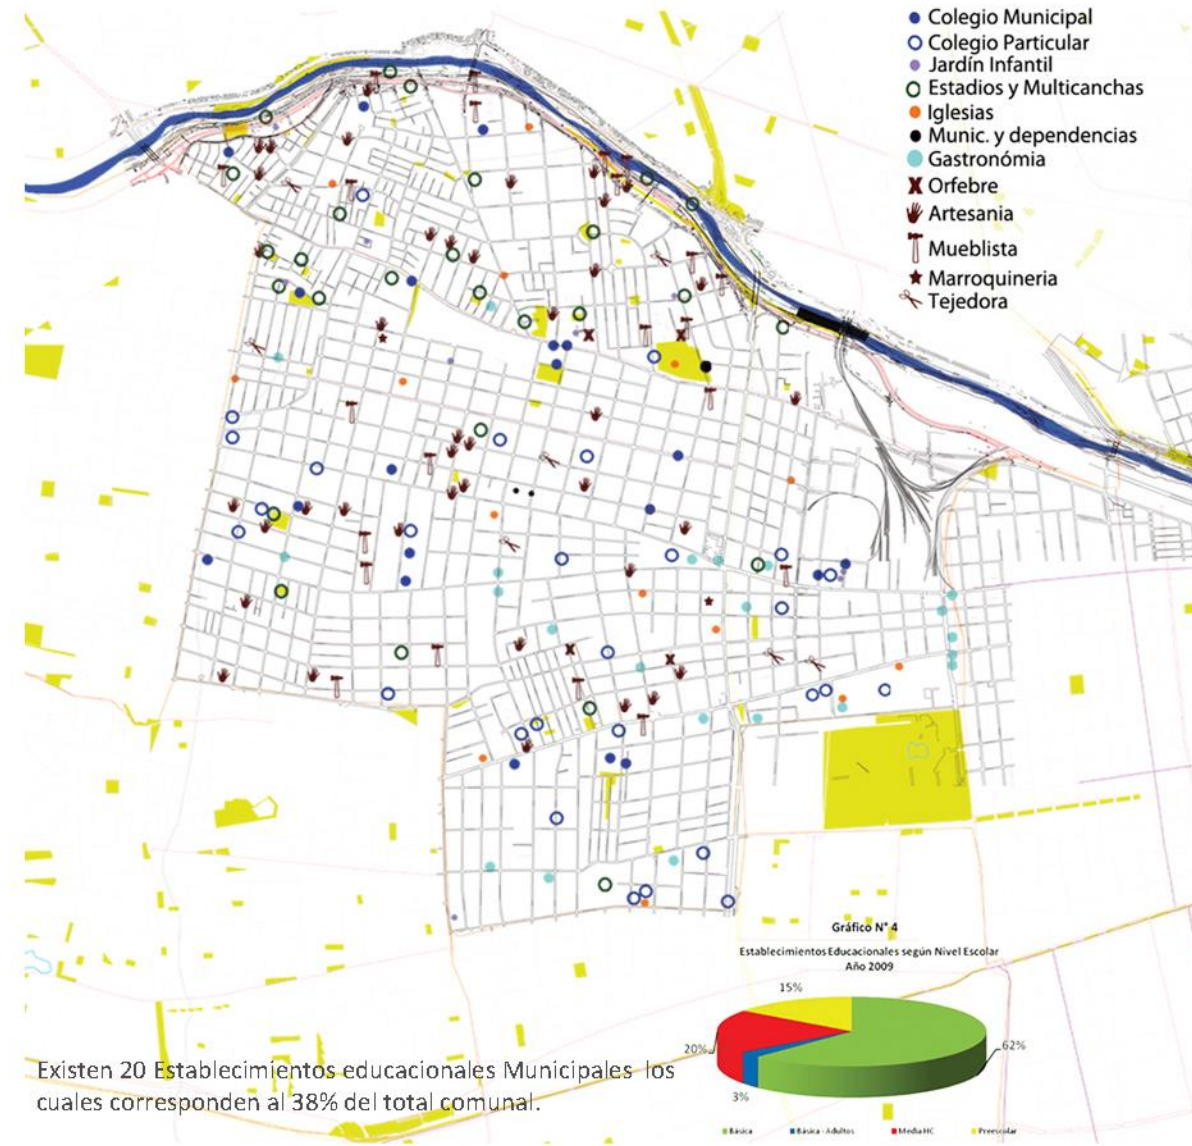 Colegio Municipal
Colegio Particular
Jardín Infantil
Estadios y Multicanchas
Iglesias
Munic. y dependencias
Gastronómia
Orfebre
Artesania
Mueblista
Marroquineria
Tejedora
Gráfico N° 4
Establecimientos Educacionales según Nivel Escolar
Año 2009
15%
20%
62%
3%
Básica Básica - Adultos Media HC Preescolar
Existen 20 Establecimientos educacionales Municipales los
cuales corresponden al 38% del total comunal.